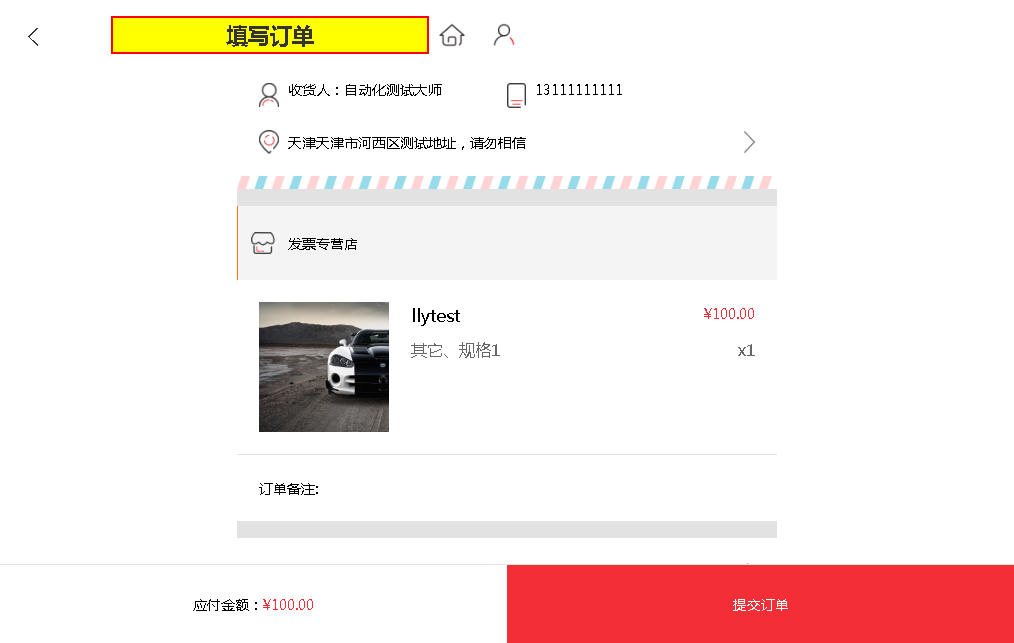 填写订单
收货人：自动化测试大师
13111111111
天津天津市河西区测试地址，请勿相信
发票专营店
llytest
¥100.00
其它、规格1
x1
订单备注:
应付金额：¥100.00
提交订单